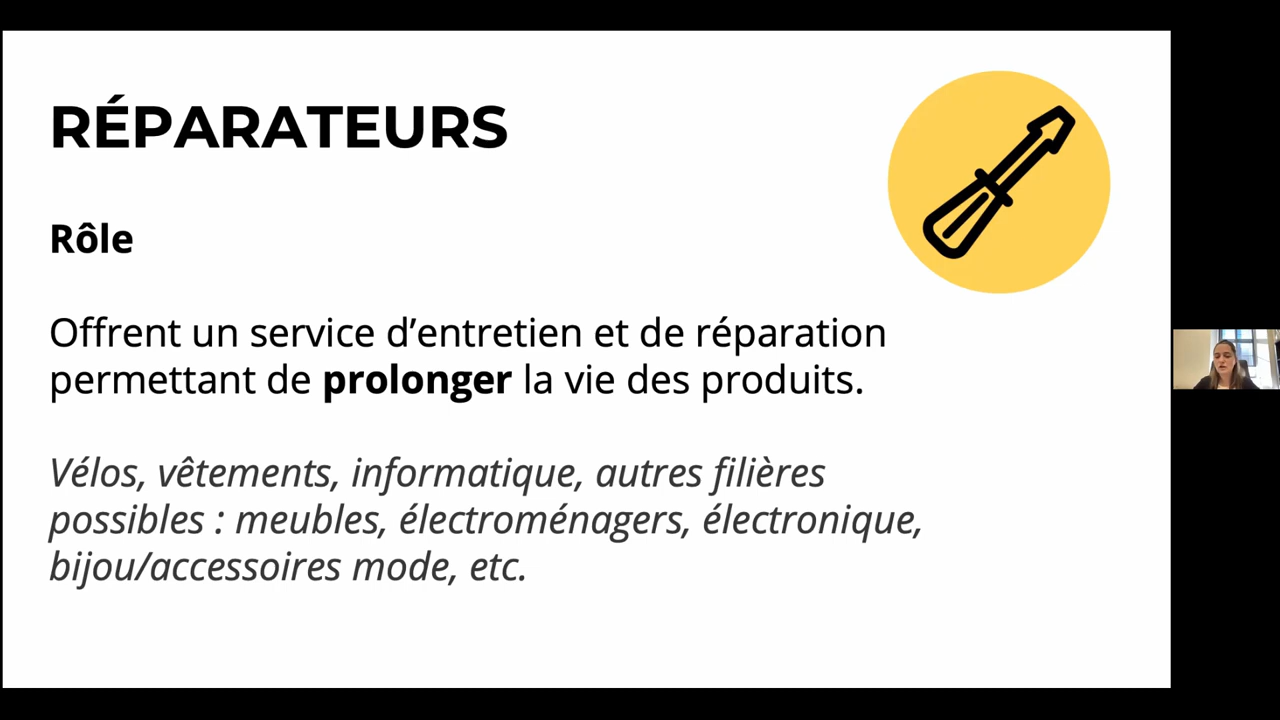 RÉPARATEURS
Rôle
Offrent un service d’entretien et de réparation
permettant de prolonger la vie des produits.
Vélos, vêtements, informatique, autres filières
possibles : meubles, électroménagers, électronique,
bijou/accessoires mode, etc.